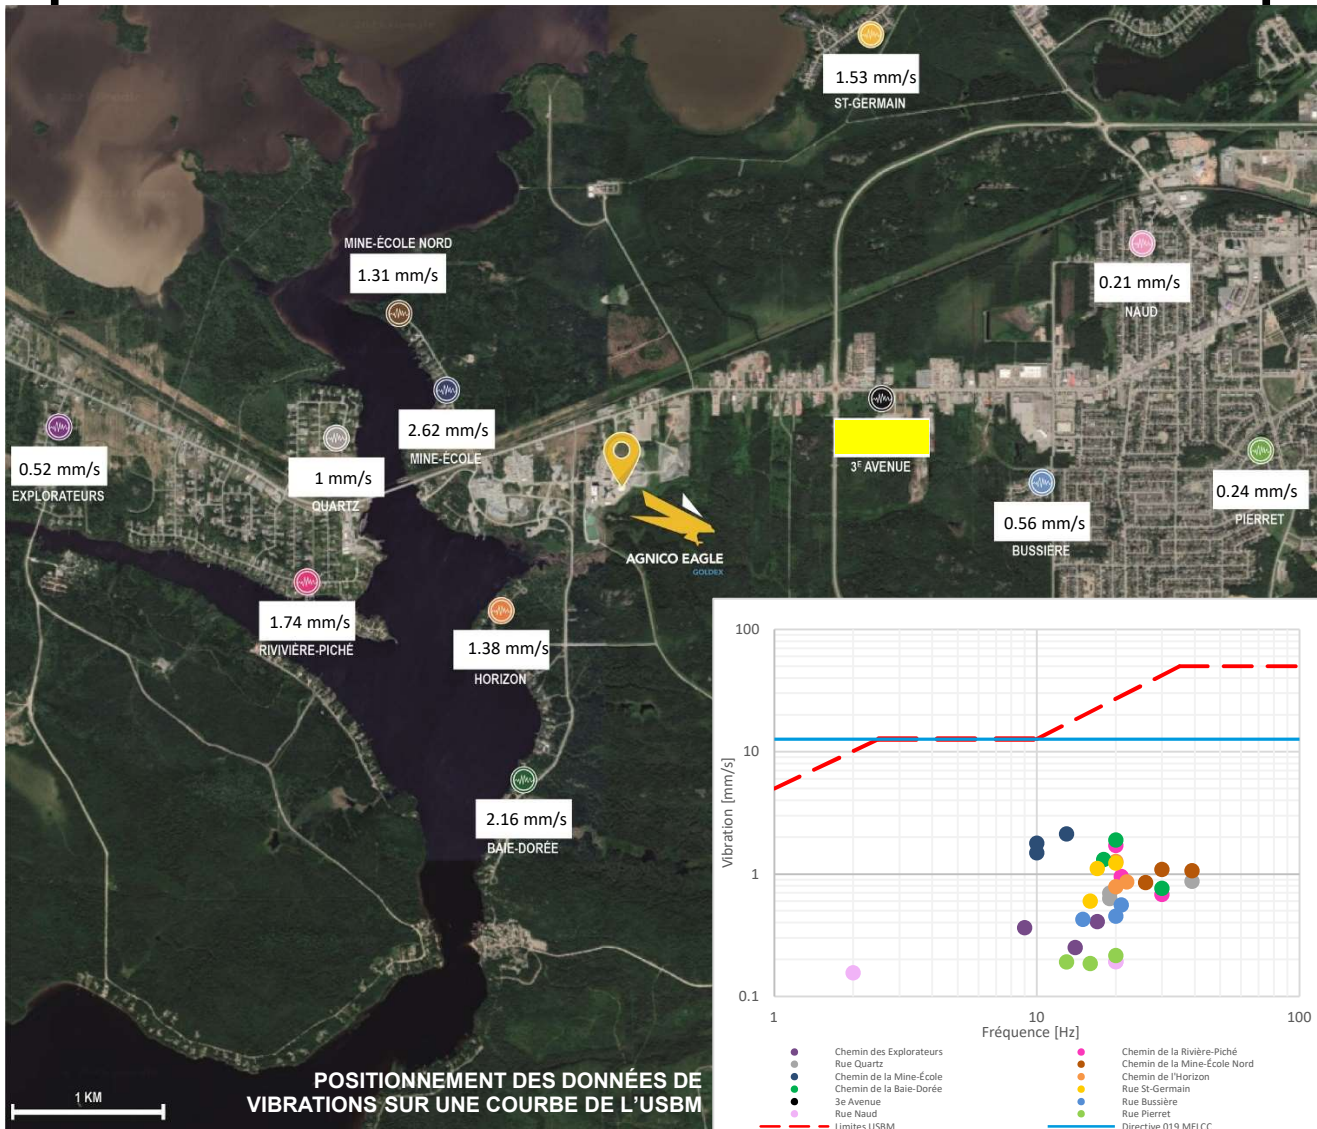 1.53 mm/s
ST-GERMAIN
MINE-ÉCOLE NORD
1.31 mm/s
0.21 mm/s
NAUD
2.62 mm/s
MINE-ÉCOLE
0.52 mm/s
EXPLORATEURS
1 mm/s
QUARTZ
3E AVENUE
0.24 mm/s
PIERRET
0.56 mm/s
BUSSIÈRE
AGNICO EAGLE
GOLDEX
1.74 mm/s
RIVIVIÈRE-PICHÉ
1.38 mm/s
HORIZON
2.16 mm/s
BAIE-DORÉE
POSITIONNEMENT DES DONNÉES DE
VIBRATIONS SUR UNE COURBE DE L'USBM
1 KM
100
10
1
0.1
Vibration [mm/s]
1
10
100
Fréquence [Hz]
Chemin des Explorateurs
Chemin de la Rivière-Piché
Rue Quartz
Chemin de la Mine-École Nord
Chemin de la Mine-École
Chemin de l'Horizon
Chemin de la Baie-Dorée
Rue St-Germain
3e Avenue
Rue Bussière
Rue Naud
Rue Pierret
Limites USBM
Directive 019 MELCC